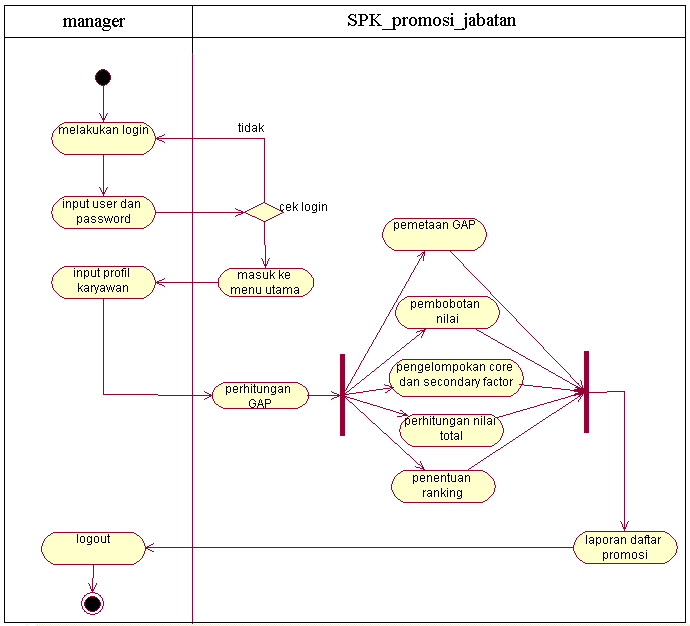 manager
SPK_promosi_jabatan
melakukan login
tidak
input user dan
password
cek login
pemetaan GAP
input profil
karyawan
masuk ke
menu utama
pembobotan
nilai
pengelompokan core
dan secondary factor
perhitungan
GAP
perhitungan nilai
total
penentuan
ranking
logout
laporan daftar
promosi